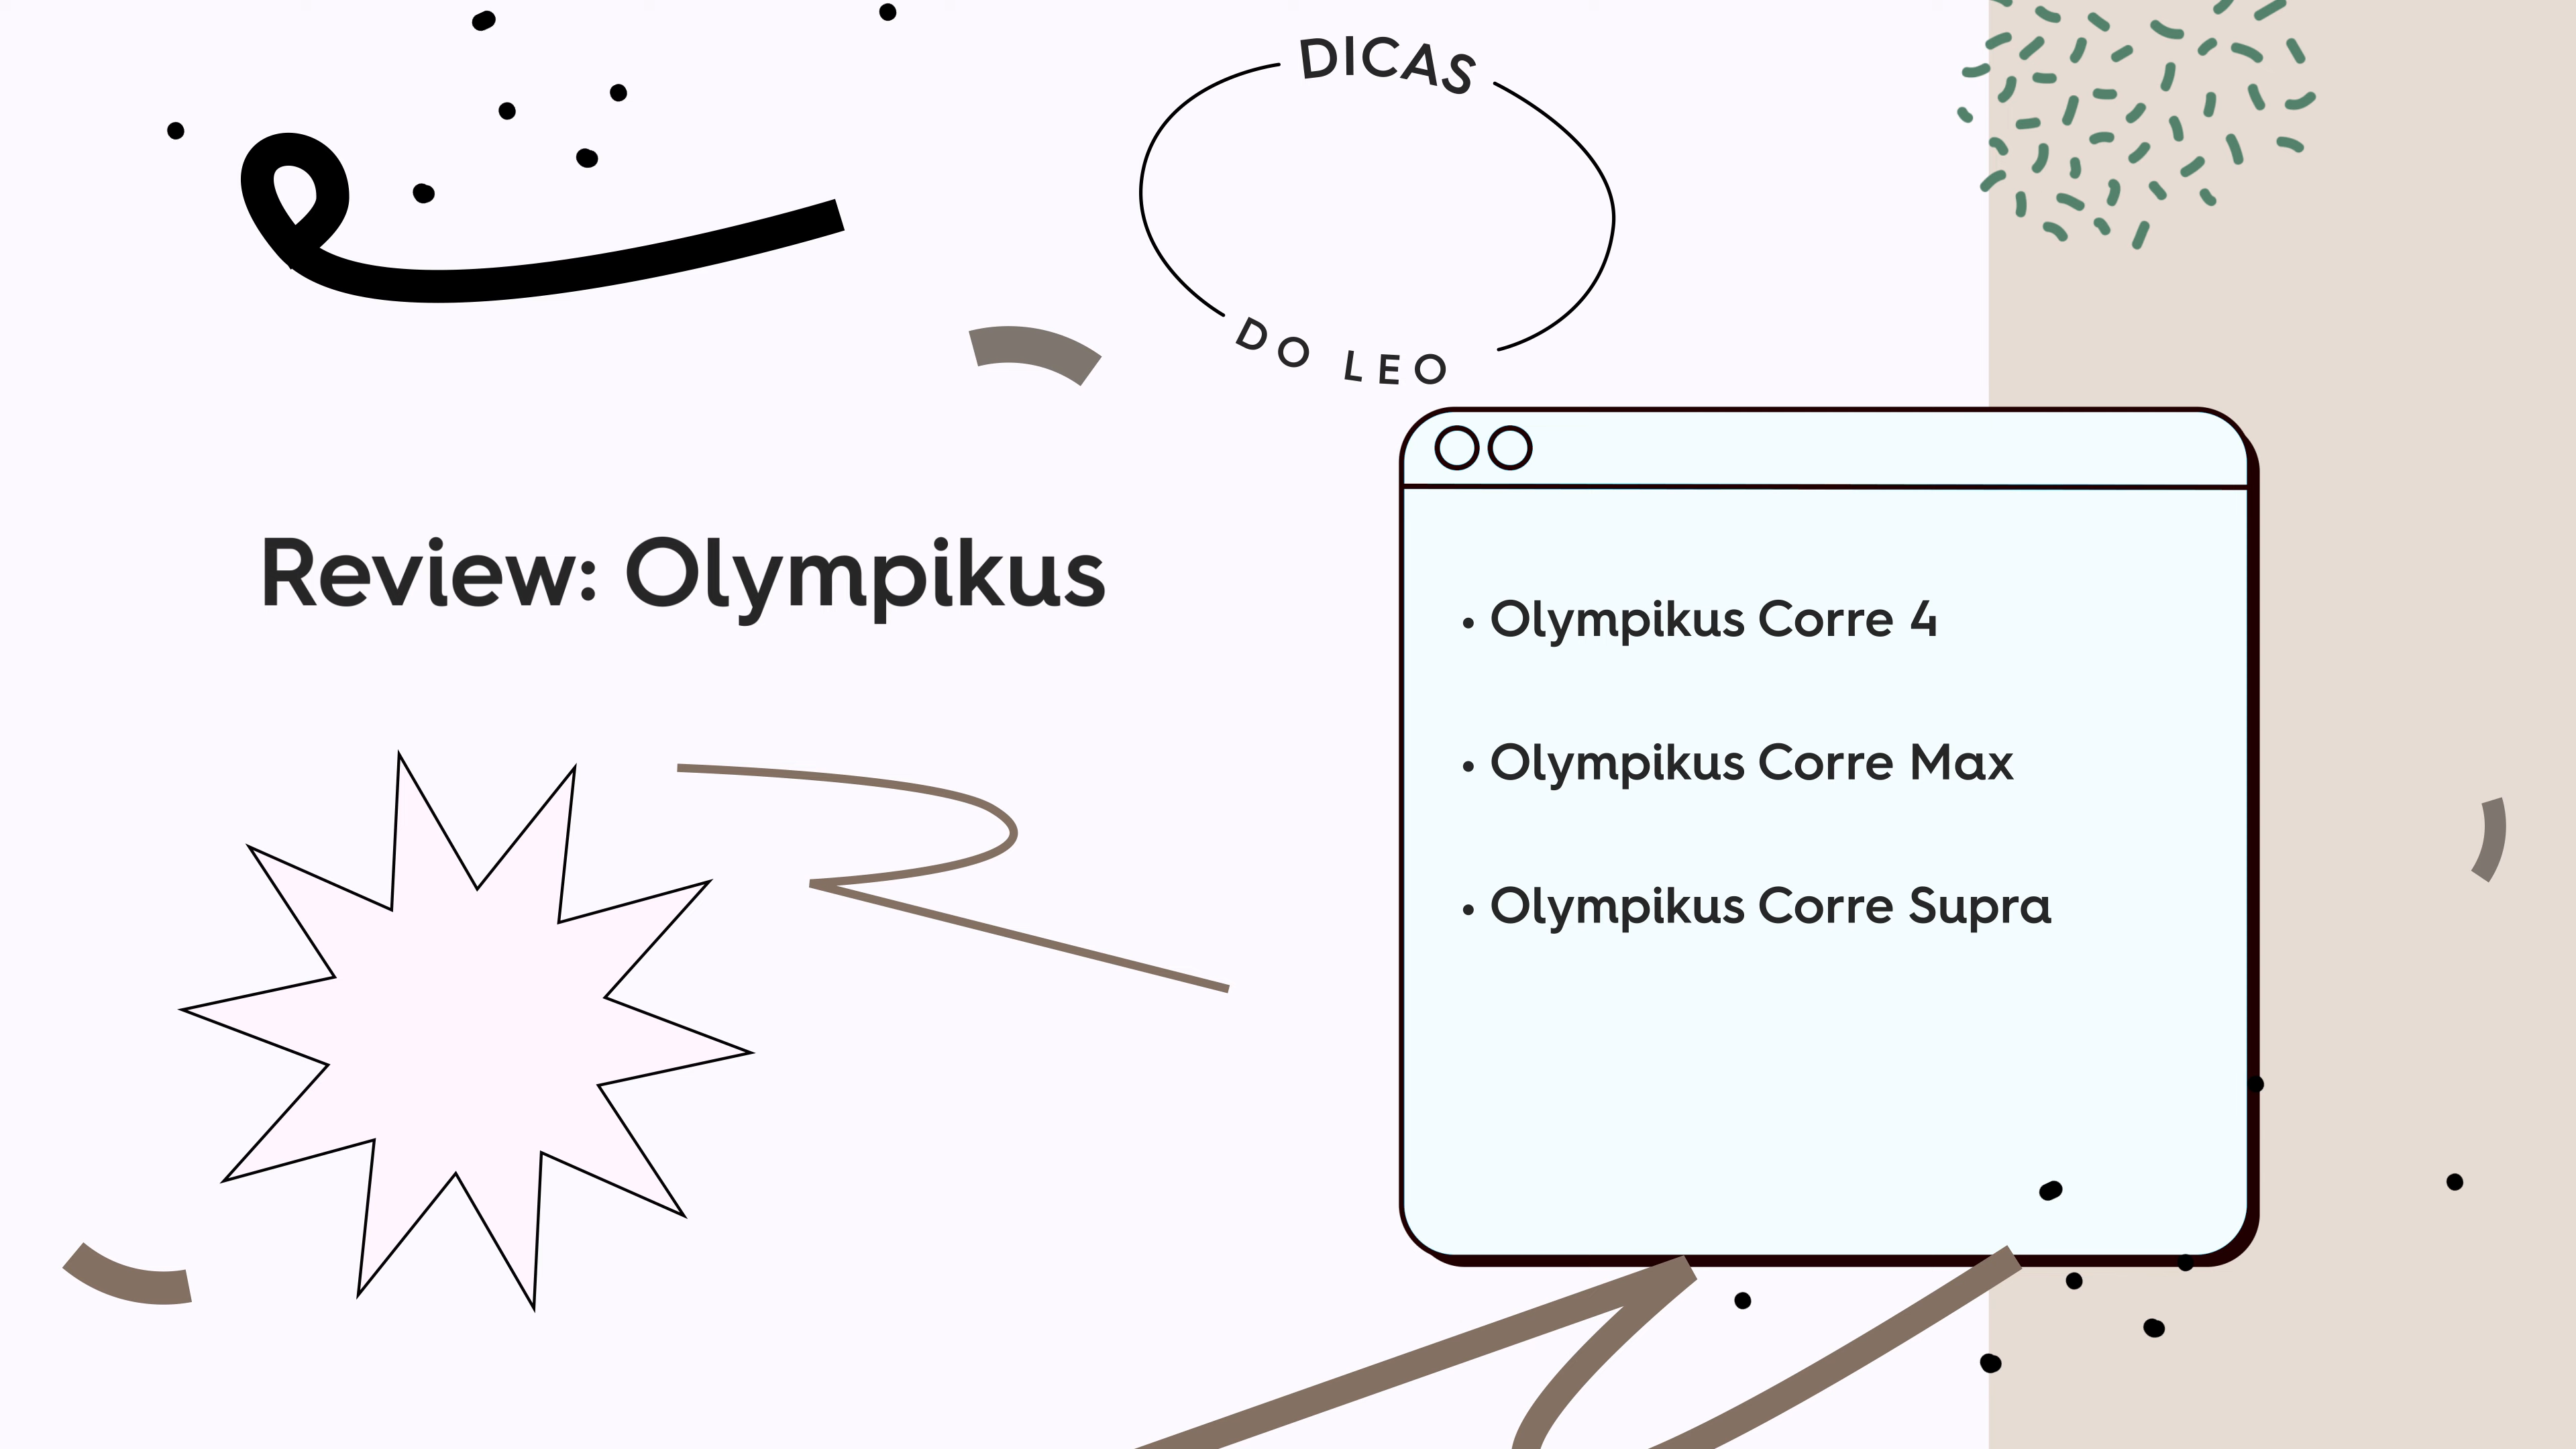 DICAS
DO LEO
Review: Olympikus
• Olympikus Corre 4
• Olympikus Corre Max
• Olympikus Corre Supra